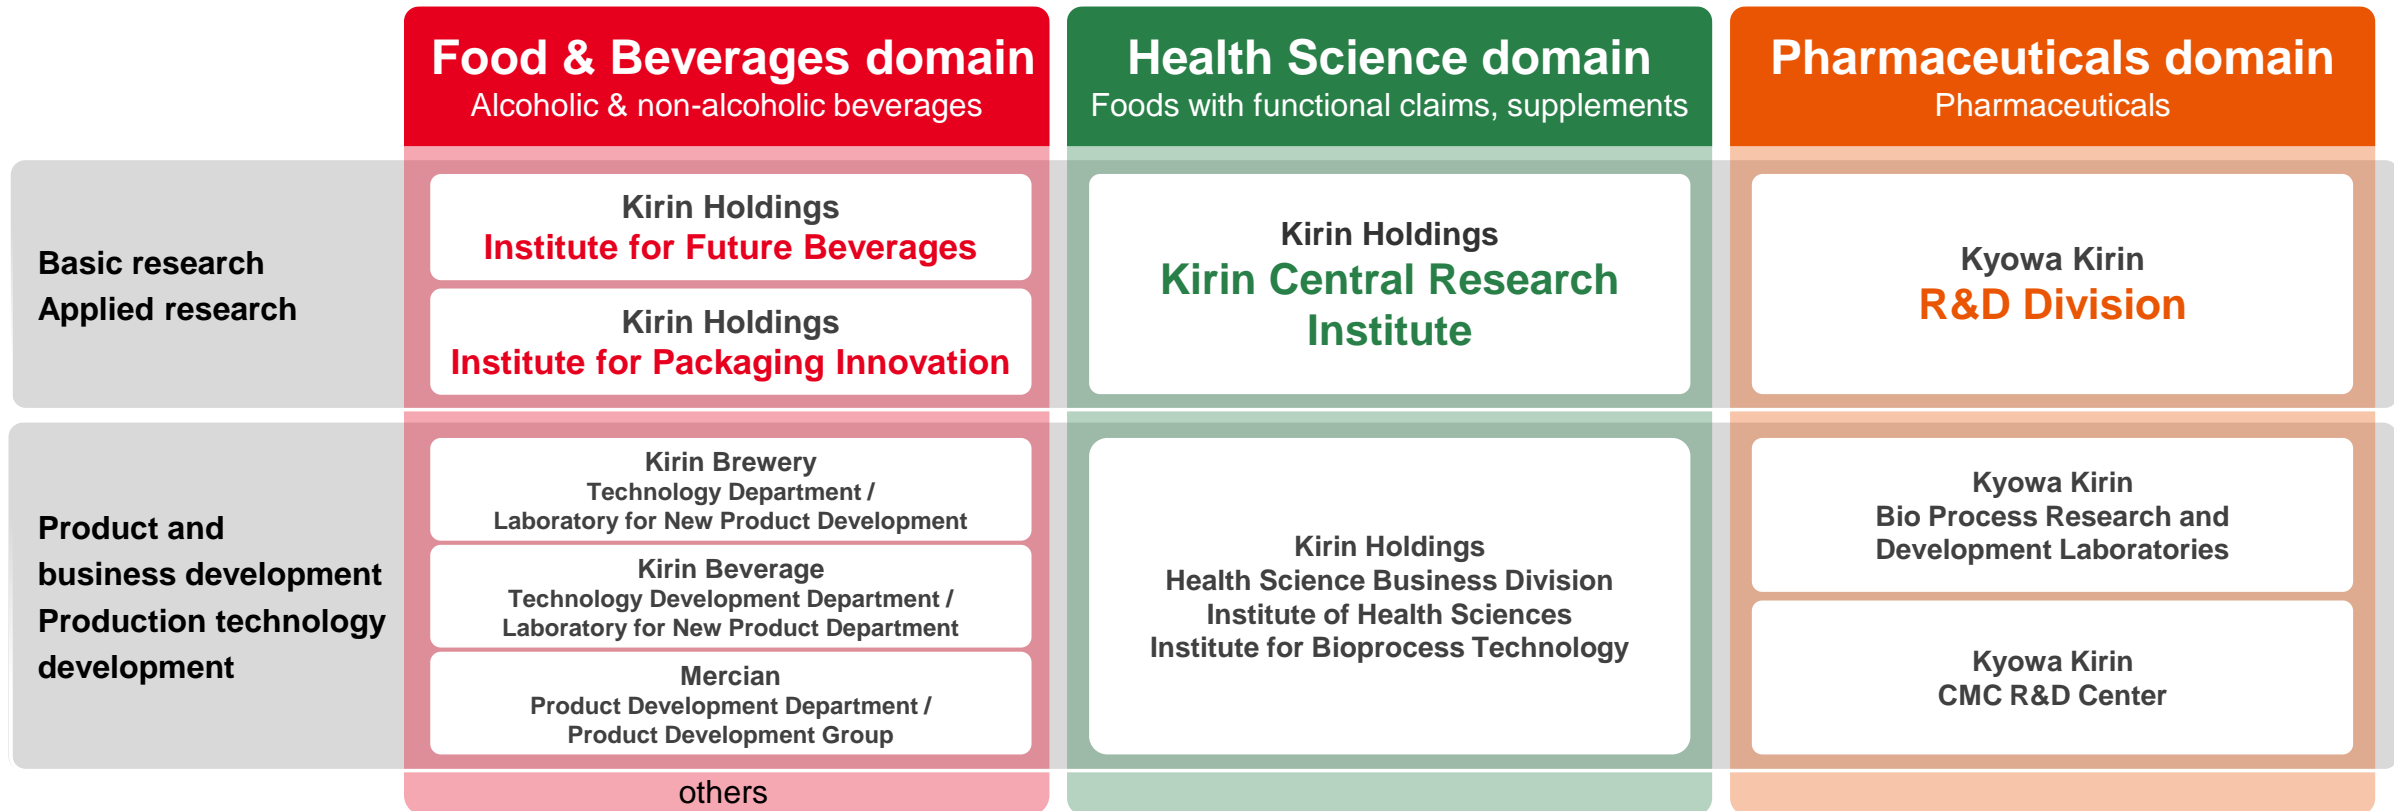 Food & Beverages domain
Alcoholic & non-alcoholic beverages
Health Science domain
Foods with functional claims, supplements
Pharmaceuticals domain
Pharmaceuticals
Basic research
Applied research
Kirin Holdings
Institute for Future Beverages
Kirin Holdings
Institute for Packaging Innovation
Kirin Holdings
Kirin Central Research
Institute
Kyowa Kirin
R&D Division
Product and
business development
Production technology
development
Kirin Brewery
Technology Department /
Laboratory for New Product Development
Kirin Beverage
Technology Development Department /
Laboratory for New Product Department
Mercian
Product Development Department /
Product Development Group
others
Kirin Holdings
Health Science Business Division
Institute of Health Sciences
Institute for Bioprocess Technology
Kyowa Kirin
Bio Process Research and
Development Laboratories
Kyowa Kirin
CMC R&D Center